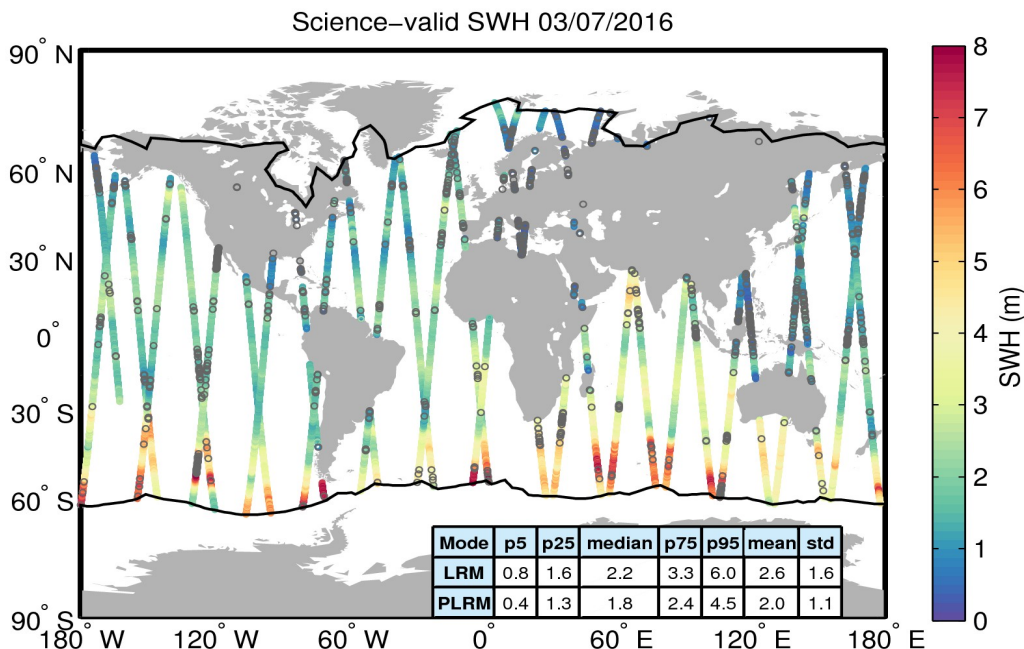 Science−valid SWH 03/07/2016
90° N
60° N
30° N
0°
30° S
60° S
90° S
180° W
120° W
60° W
0°
60° E
120° E
180° E
Mode p5 p25 median p75 p95 mean std
LRM 0.8 1.6 2.2 3.3 6.0 2.6 1.6
PLRM 0.4 1.3 1.8 2.4 4.5 2.0 1.1
8
7
6
5
4
3
2
1
0
SWH (m)